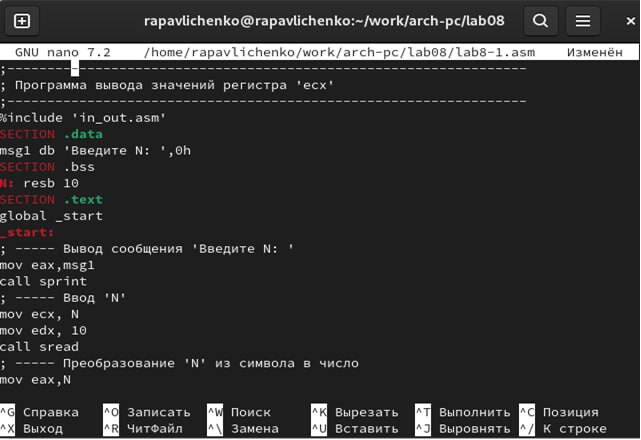 rapavlichenko@rapavlichenko:~/work/arch-pc/lab08
GNU nano 7.2 /home/rapavlichenko/work/arch-pc/lab08/lab8-1.asm Изменён
;-----------------------------------------------------------------
; Программа вывода значений регистра 'ecx'
;-----------------------------------------------------------------
%include 'in_out.asm'
SECTION .data
msg1 db 'Введите N: ',0h
SECTION .bss
N: resb 10
SECTION .text
global _start
_start:
; ----- Вывод сообщения 'Введите N: '
mov eax,msg1
call sprint
; ----- Ввод 'N'
mov ecx, N
mov edx, 10
call sread
; ----- Преобразование 'N' из символа в число
mov eax,N
^G Справка ^O Записать ^W Поиск ^K Вырезать ^T Выполнить ^C Позиция
^X Выход ^R ЧитФайл ^\ Замена ^U Вставить ^J Выровнять ^/ К строке